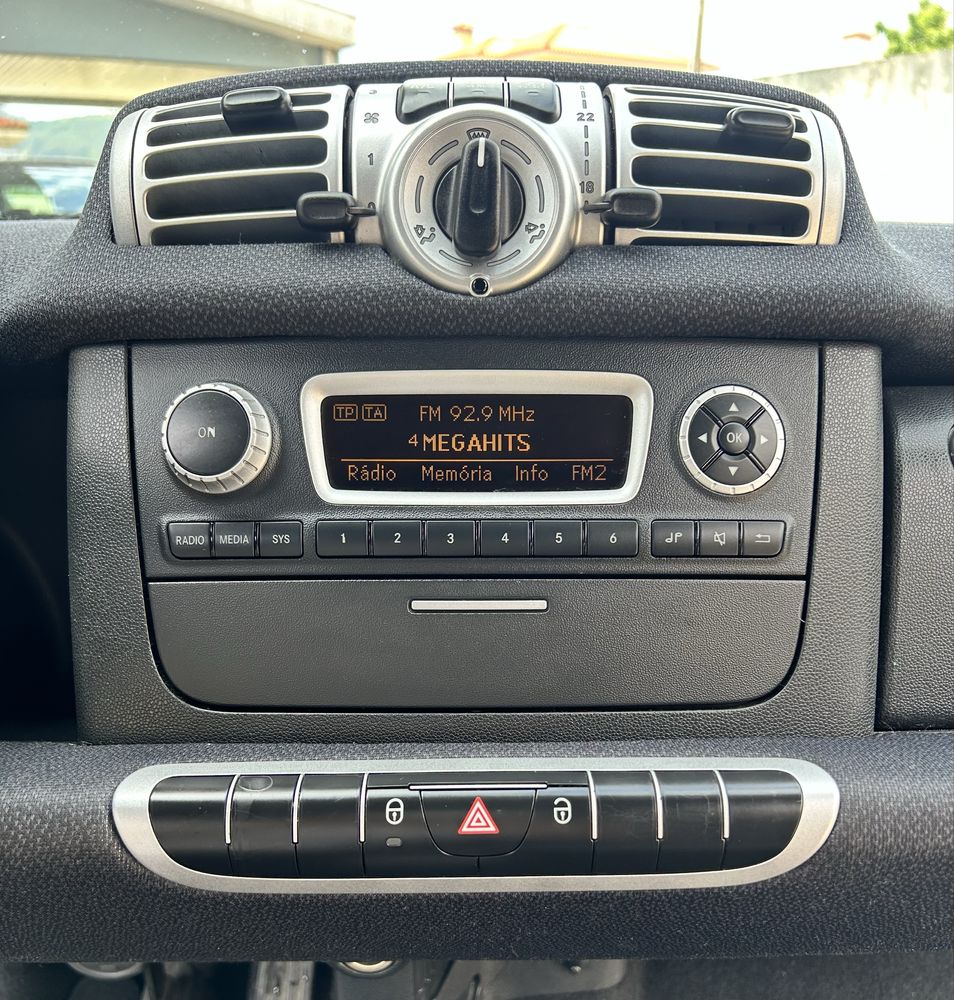 22
1
18
ON
TP TA FM 92.9 MHz
4 MEGAHITS
Rádio Memória Info FM2
OK
RADIO MEDIA SYS 1 2 3 4 5 6